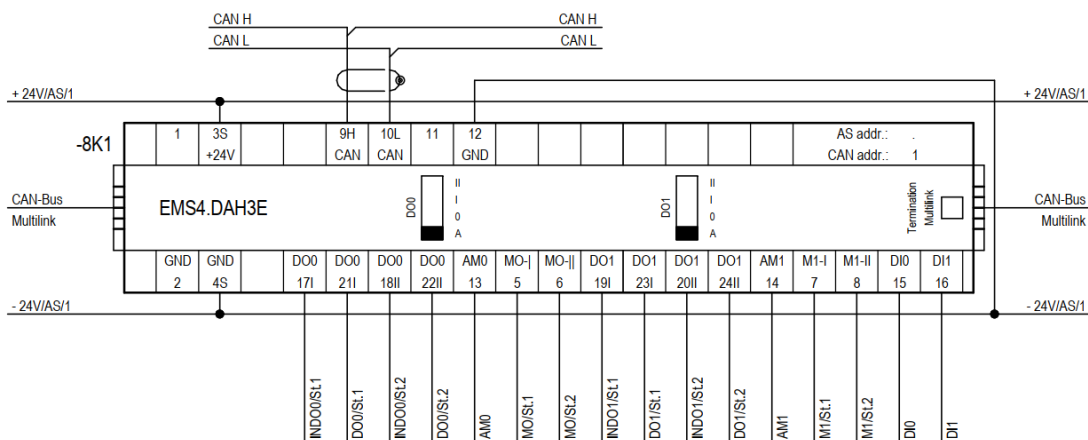 CAN H CAN H
CAN L CAN L
+ 24V/AS/1 + 24V/AS/1
-8K1
1 3S 9H 10L 11 12 AS addr.: .
+24V CAN CAN GND CAN addr.: 1
CAN-Bus
Multilink
EMS4.DAH3E
DO0
II
I
0
A
DO1
II
I
0
A
Termination
Multilink
CAN-Bus
Multilink
GND GND DO0 DO0 DO0 DO0 AM0 MO-| MO-|| DO1 DO1 DO1 DO1 AM1 M1-I M1-II DI0 DI1
2 4S 17I 21I 18II 22II 13 5 6 19I 23I 20II 24II 14 7 8 15 16
- 24V/AS/1 - 24V/AS/1
INDO0/St.1
DO0/St.1
INDO0/St.2
DO0/St.2
AM0
MO/St.1
MO/St.2
INDO1/St.1
DO1/St.1
INDO1/St.2
DO1/St.2
AM1
M1/St.1
M1/St.2
DI0
DI1